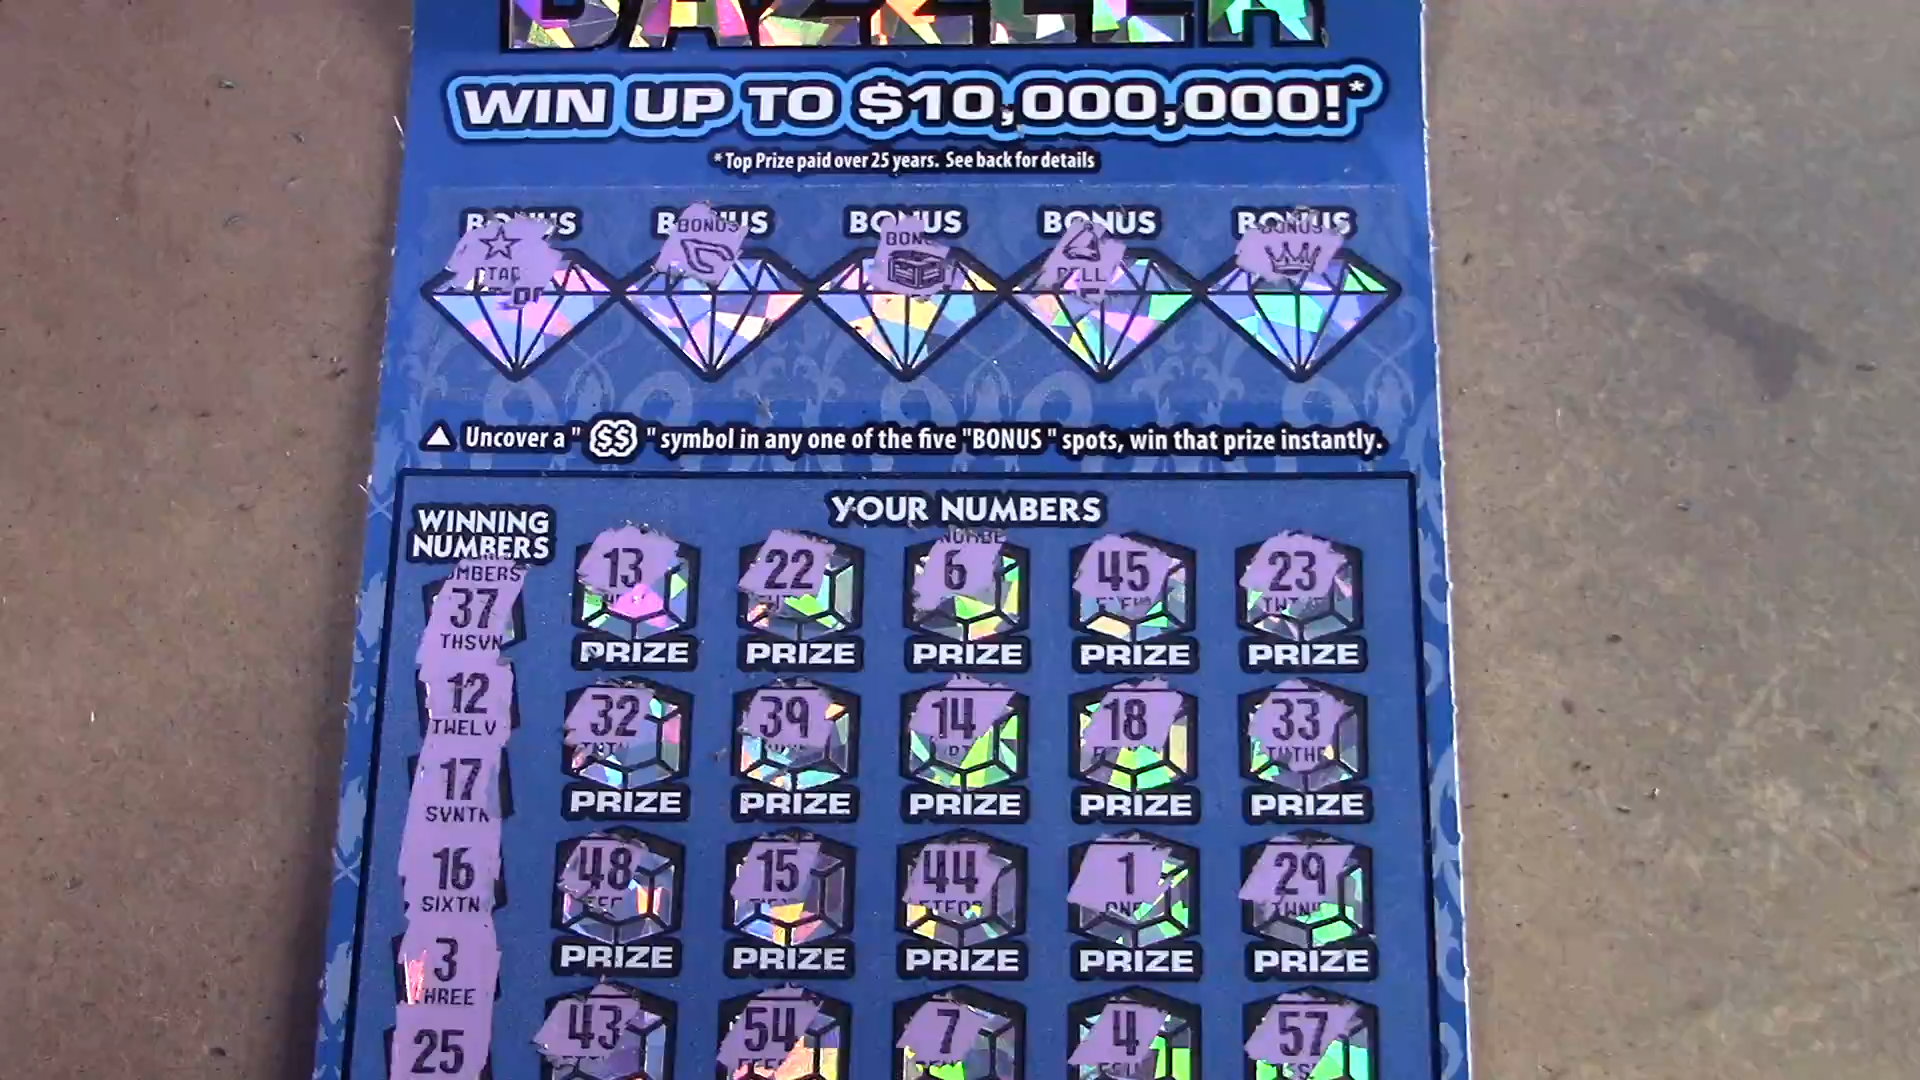 DAZZLER
WIN UP TO $10,000,000!*
*Top Prize paid over 25 years. See back for details
BONUS BONUS BONUS BONUS BONUS
BONUS BONUS
▲ Uncover a "$$" symbol in any one of the five "BONUS" spots, win that prize instantly.
WINNING NUMBERS
YOUR NUMBERS
37 THSVN
12 TWELV
17 SVNTN
16 SIXTN
3 THREE
25
13 22 6 45 23
PRIZE PRIZE PRIZE PRIZE PRIZE
32 39 14 18 33
PRIZE PRIZE PRIZE PRIZE PRIZE
48 15 44 1 29
PRIZE PRIZE PRIZE PRIZE PRIZE
43 54 7 4 57